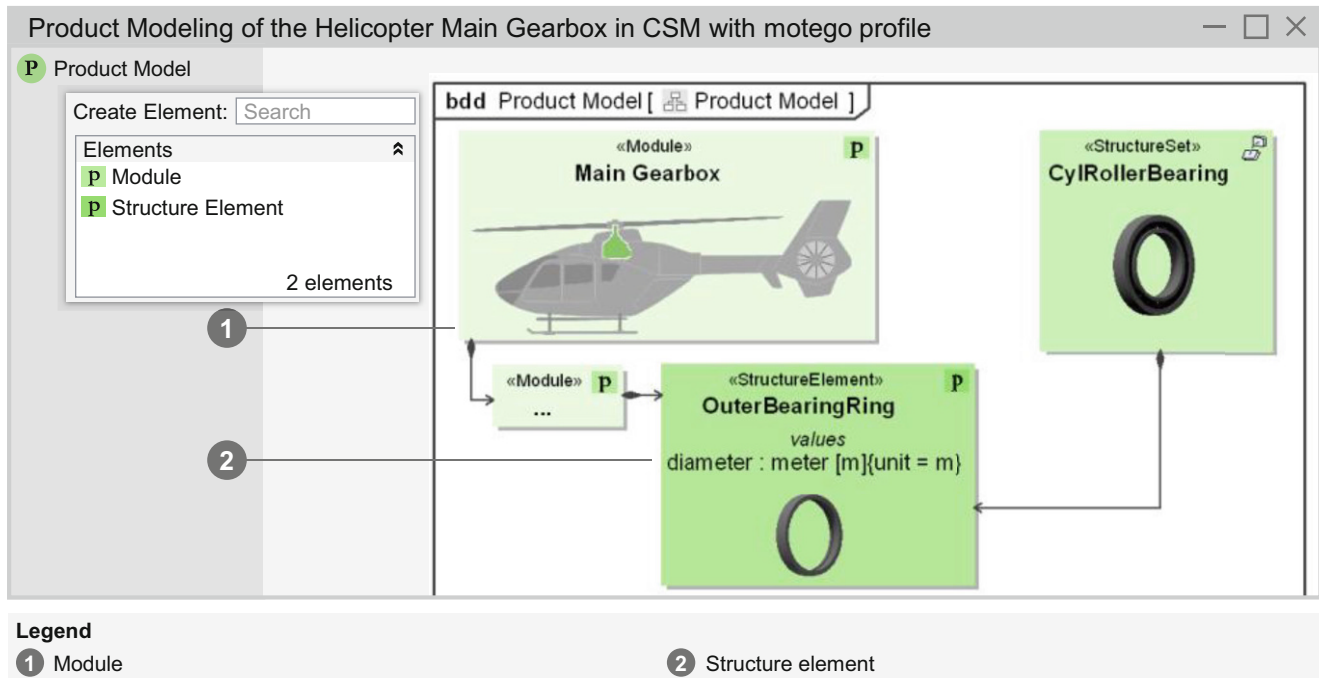 Product Modeling of the Helicopter Main Gearbox in CSM with motego profile
P Product Model
Create Element: Search
Elements
P Module
P Structure Element
2 elements
bdd Product Model [ Product Model ]
«Module» P
Main Gearbox
«StructureSet»
CylRollerBearing
1
«Module» P
...
«StructureElement» P
OuterBearingRing
values
diameter : meter [m]{unit = m}
2
Legend
1 Module
2 Structure element